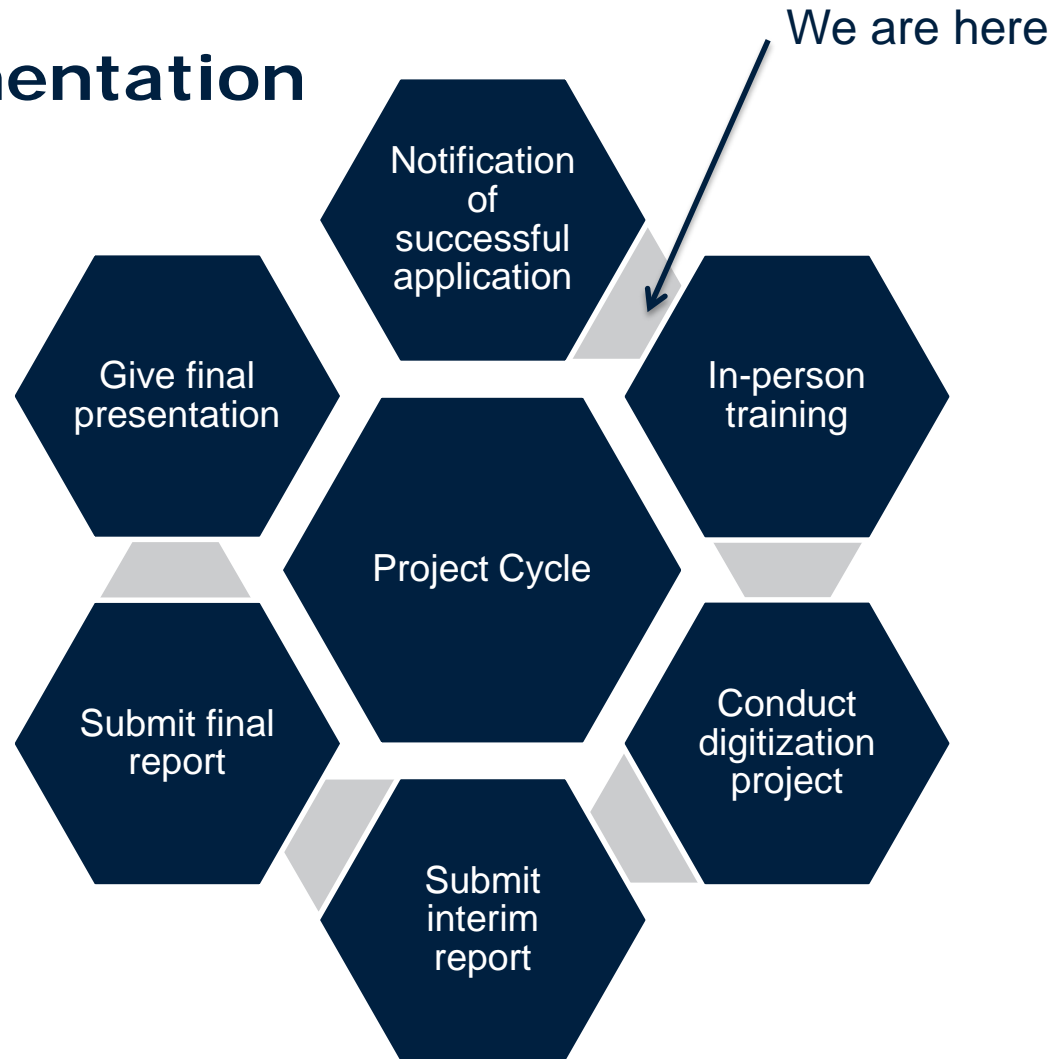 We are here
nentation
Notification
of
successful
application
In-person
training
Conduct
digitization
project
Submit
interim
report
Submit final
report
Give final
presentation
Project Cycle